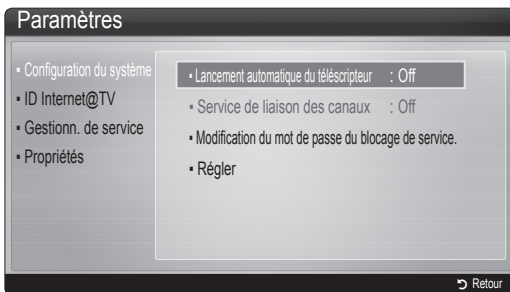 Paramètres
▪ Configuration du système
▪ ID Internet@TV
▪ Gestionn. de service
▪ Propriétés
▪ Lancement automatique du téléscripteur : Off
▪ Service de liaison des canaux : Off
▪ Modification du mot de passe du blocage de service.
▪ Régler
Retour